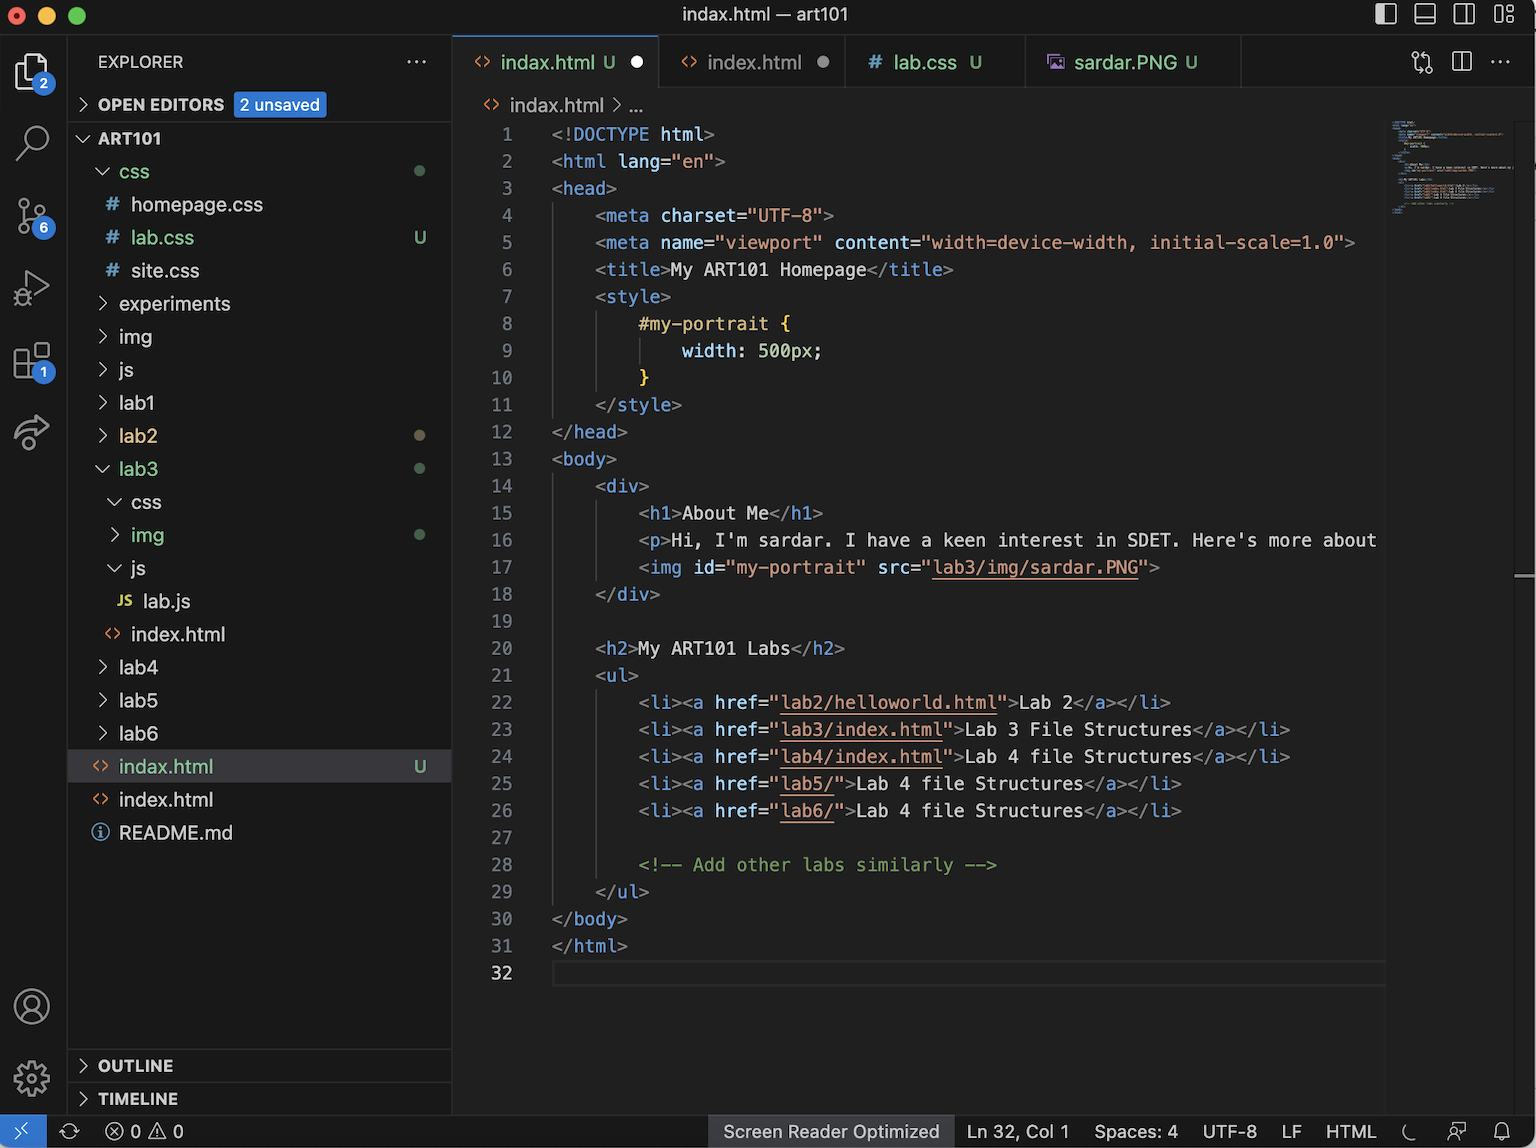 indax.html — art101
EXPLORER ...
OPEN EDITORS 2 unsaved
ART101
css
# homepage.css
# lab.css U
# site.css
experiments
img
js
lab1
lab2
lab3
css
img
js
JS lab.js
<> index.html
lab4
lab5
lab6
<> indax.html U
<> index.html
README.md
OUTLINE
TIMELINE
2
6
1
<> indax.html U
<> index.html
# lab.css U
sardar.PNG U
<> indax.html > ...
1 <!DOCTYPE html>
2 <html lang="en">
3 <head>
4 <meta charset="UTF-8">
5 <meta name="viewport" content="width=device-width, initial-scale=1.0">
6 <title>My ART101 Homepage</title>
7 <style>
8 #my-portrait {
9 width: 500px;
10 }
11 </style>
12 </head>
13 <body>
14 <div>
15 <h1>About Me</h1>
16 <p>Hi, I'm sardar. I have a keen interest in SDET. Here's more about
17 <img id="my-portrait" src="lab3/img/sardar.PNG">
18 </div>
19
20 <h2>My ART101 Labs</h2>
21 <ul>
22 <li><a href="lab2/helloworld.html">Lab 2</a></li>
23 <li><a href="lab3/index.html">Lab 3 File Structures</a></li>
24 <li><a href="lab4/index.html">Lab 4 file Structures</a></li>
25 <li><a href="lab5/">Lab 4 file Structures</a></li>
26 <li><a href="lab6/">Lab 4 file Structures</a></li>
27
28 <!-- Add other labs similarly -->
29 </ul>
30 </body>
31 </html>
32
0 0 Screen Reader Optimized Ln 32, Col 1 Spaces: 4 UTF-8 LF HTML